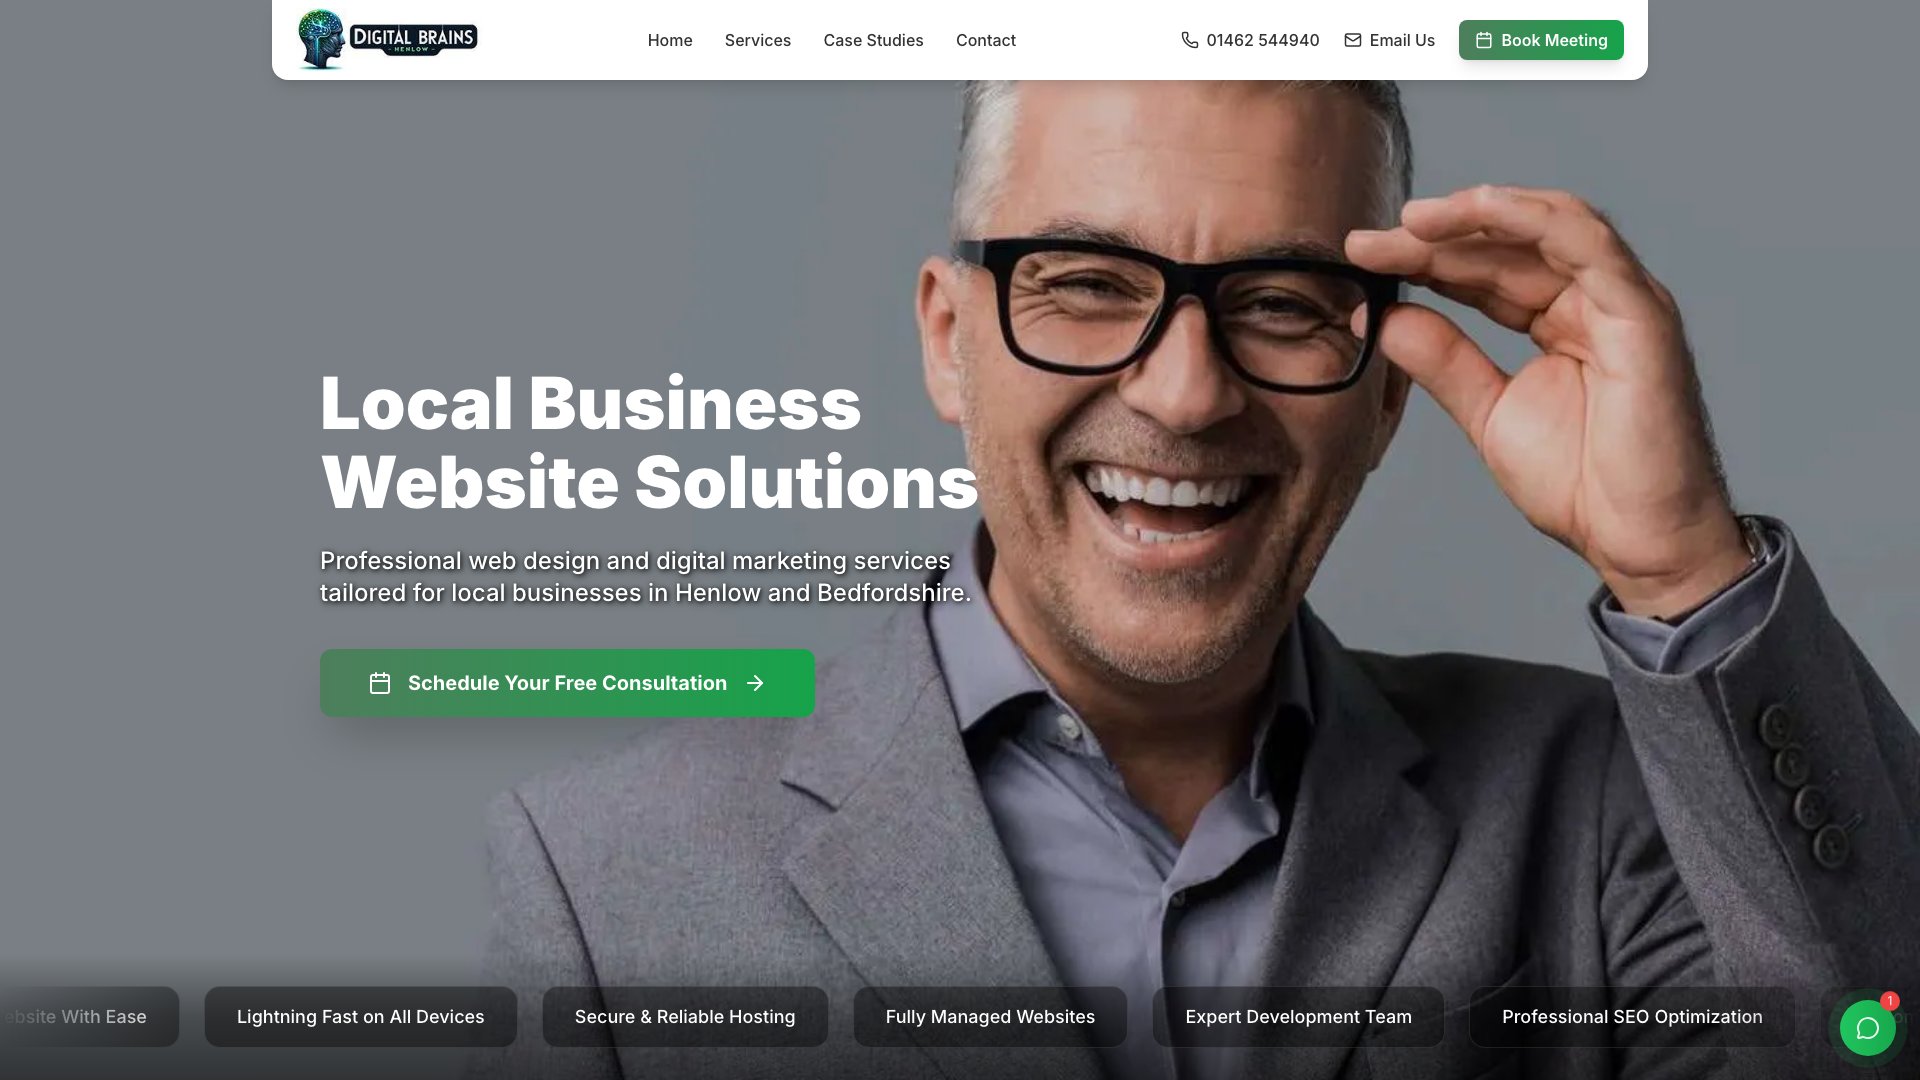 DIGITAL BRAINS
HENLOW
Home
Services
Case Studies
Contact
01462 544940
Email Us
Book Meeting
Local Business
Website Solutions
Professional web design and digital marketing services
tailored for local businesses in Henlow and Bedfordshire.
Schedule Your Free Consultation
With Ease
Lightning Fast on All Devices
Secure & Reliable Hosting
Fully Managed Websites
Expert Development Team
Professional SEO Optimization
1